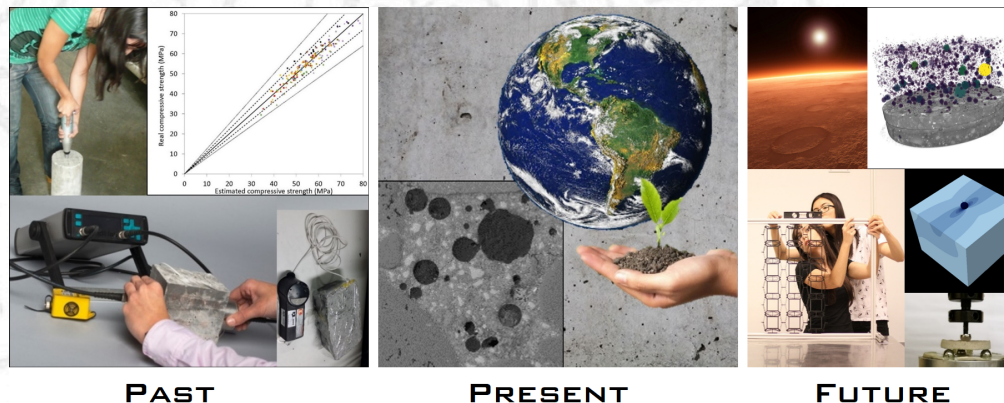 80
70
60
50
40
30
20
10
0
Real compressive strength (MPa)
0 10 20 30 40 50 60 70 80
Estimated compressive strength (MPa)
PAST
PRESENT
FUTURE